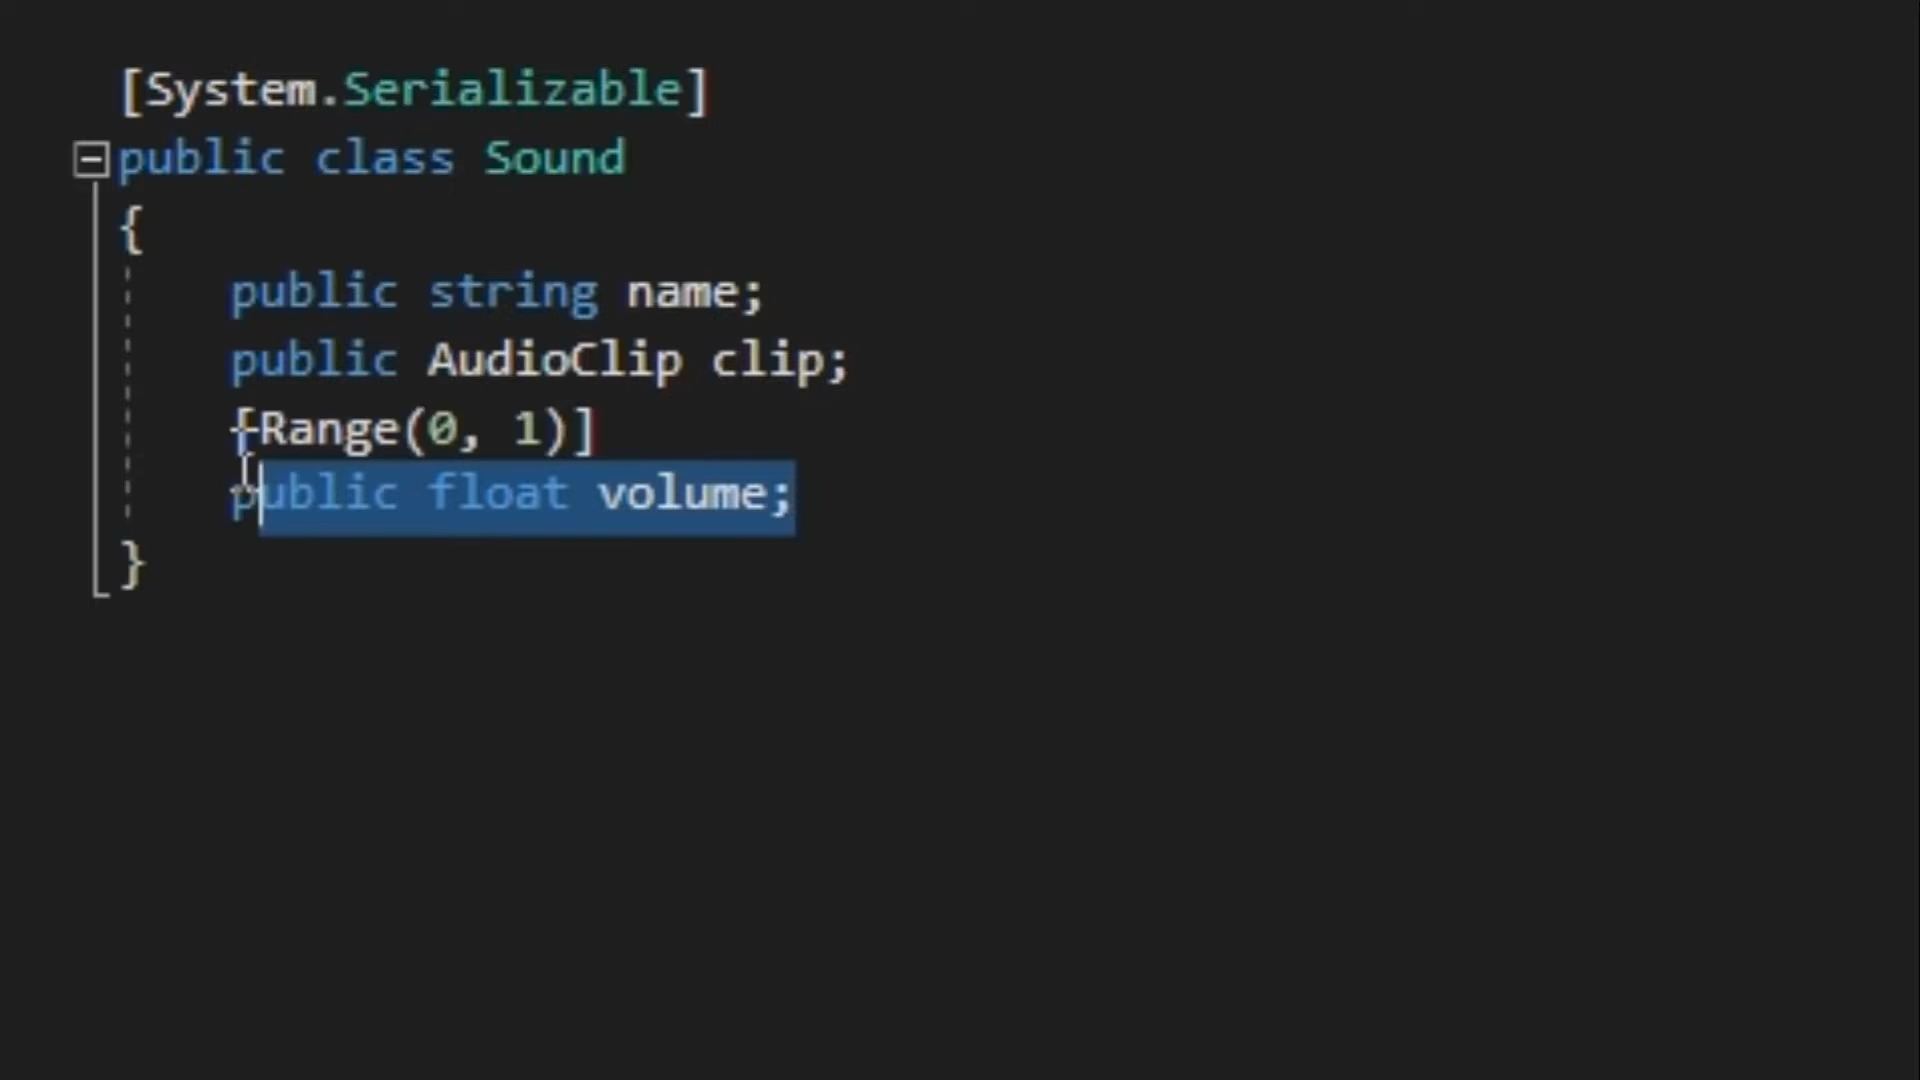 [System.Serializable]
public class Sound
{
public string name;
public AudioClip clip;
[Range(0, 1)]
public float volume;
}